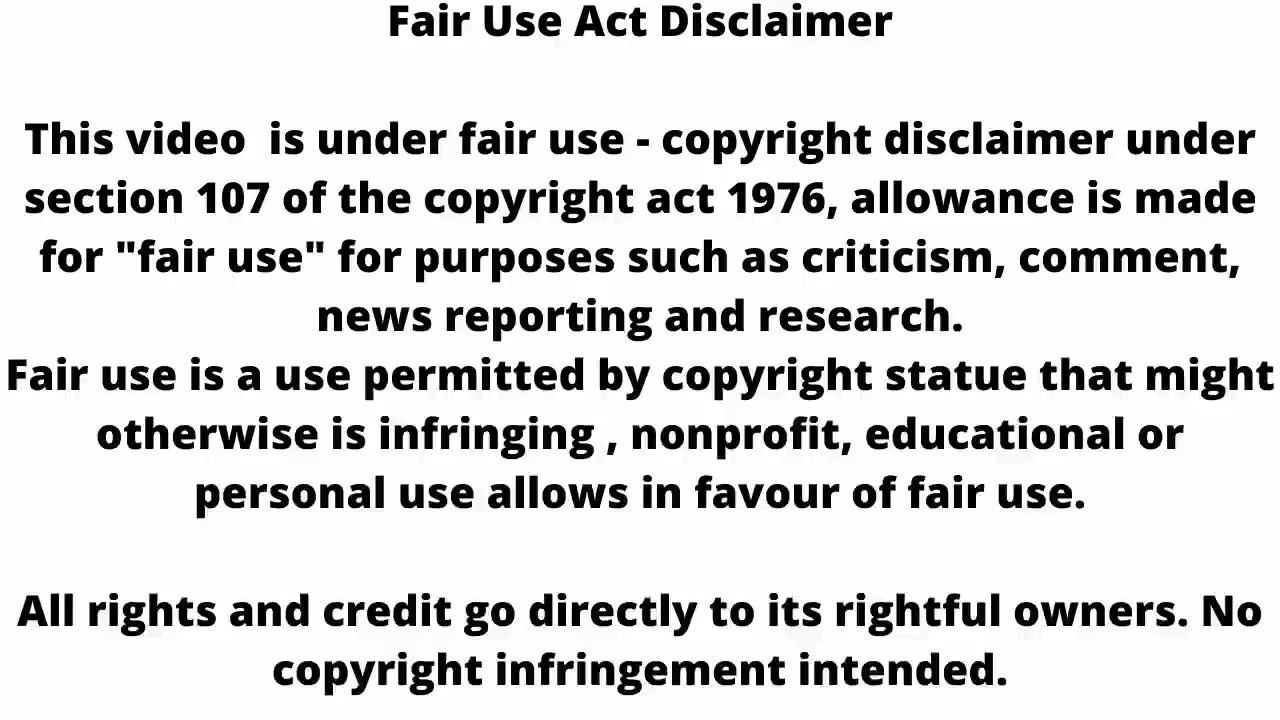 Fair Use Act Disclaimer
This video is under fair use - copyright disclaimer under
section 107 of the copyright act 1976, allowance is made
for "fair use" for purposes such as criticism, comment,
news reporting and research.
Fair use is a use permitted by copyright statue that might
otherwise is infringing , nonprofit, educational or
personal use allows in favour of fair use.
All rights and credit go directly to its rightful owners. No
copyright infringement intended.